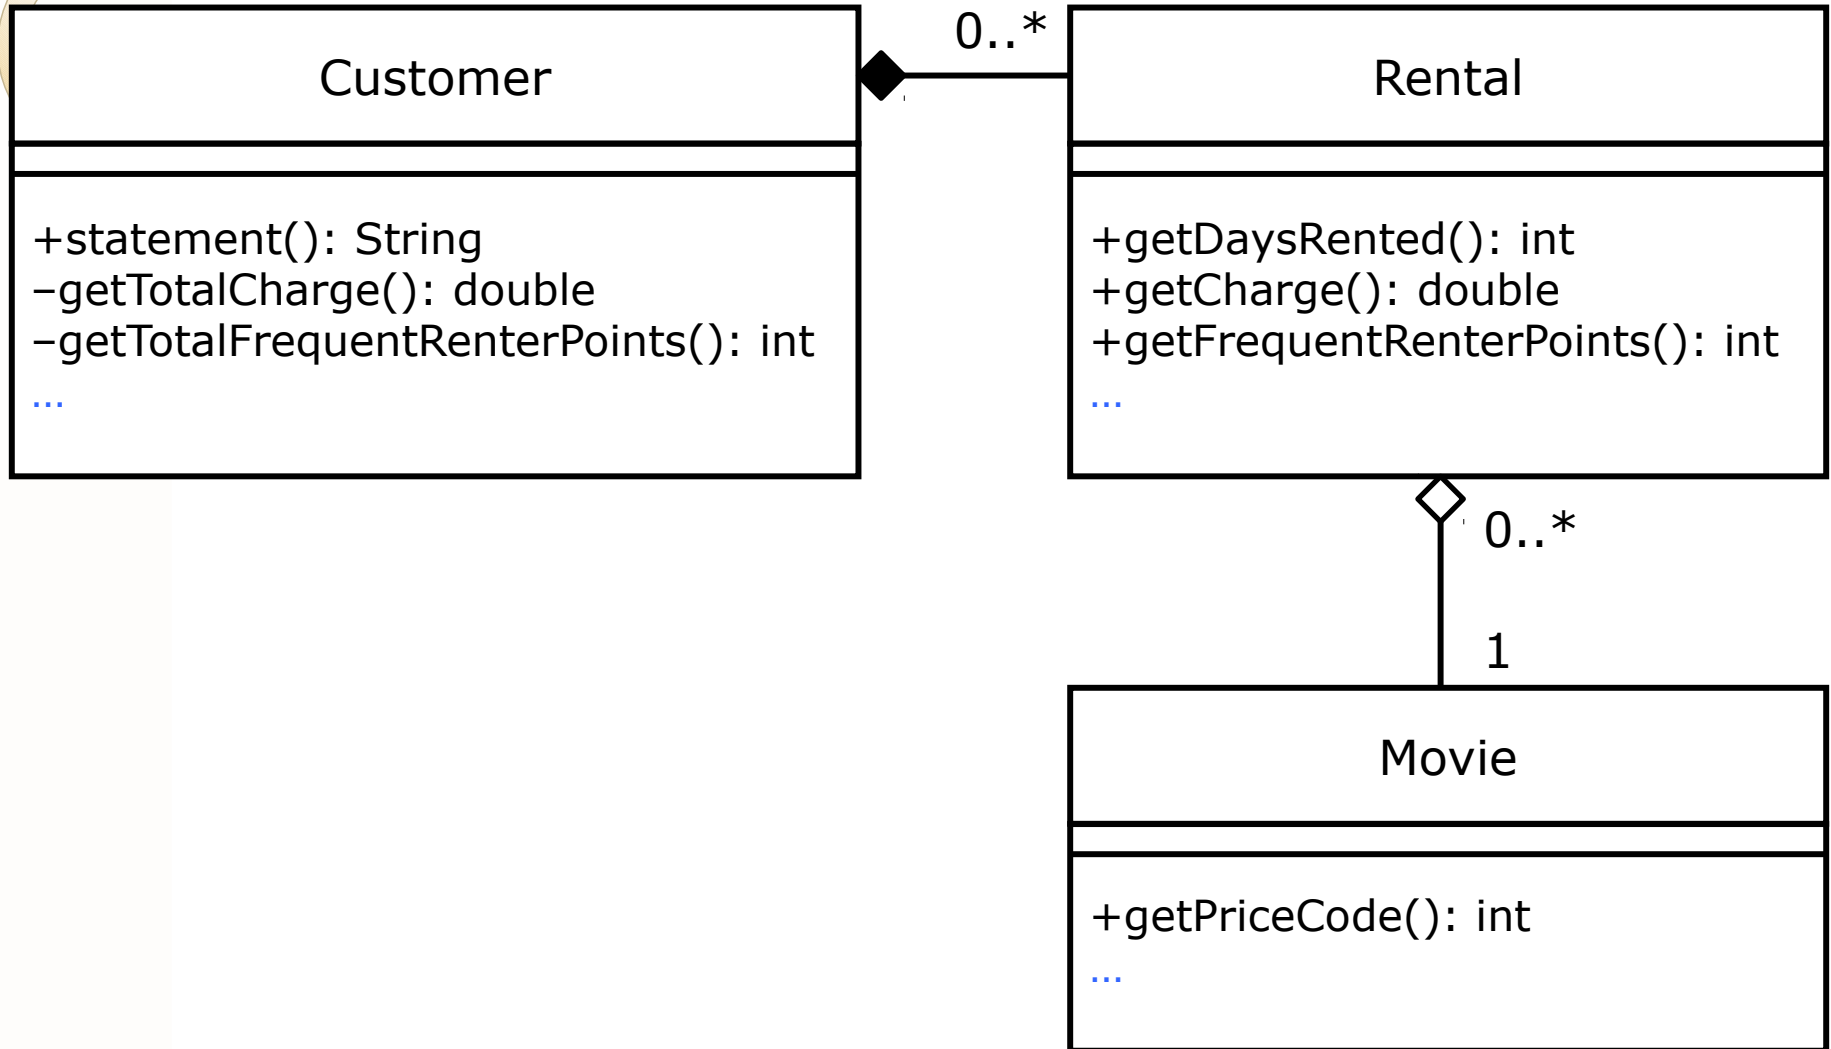 Customer
0..*
Rental
+statement(): String
–getTotalCharge(): double
–getTotalFrequentRenterPoints(): int
...
+getDaysRented(): int
+getCharge(): double
+getFrequentRenterPoints(): int
...
0..*
1
Movie
+getPriceCode(): int
...